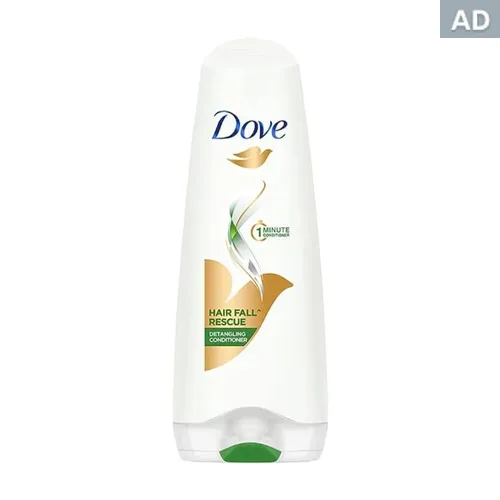 AD
Dove
1 MINUTE
CONDITIONER
HAIR FALL^
RESCUE
DETANGLING
CONDITIONER